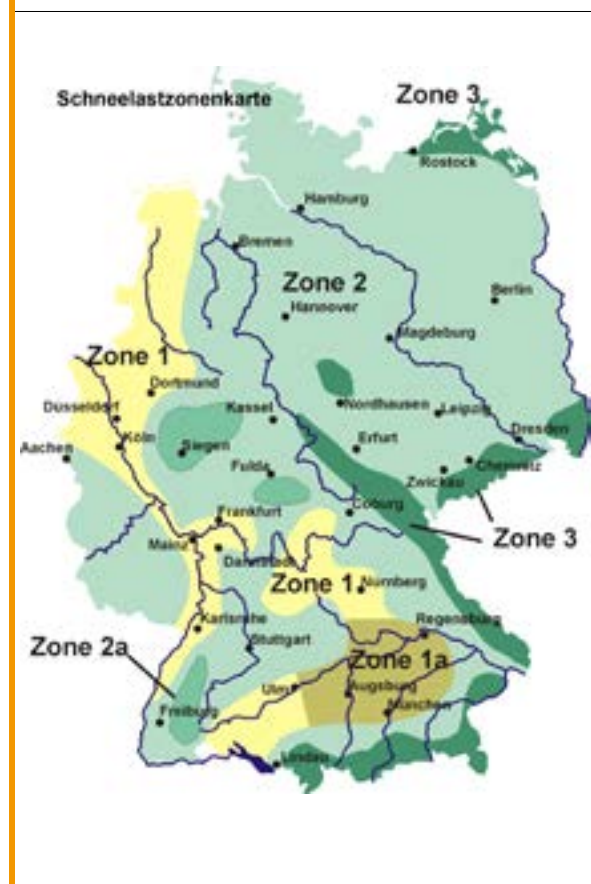 Zone 3
Schneelastzonenkarte
Rostock
Hamburg
Bremen
Zone 2
Berlin
Hannover
Magdeburg
Zone 1
Dortmund
Düsseldorf
Kassel
Nordhausen
Leipzig
Köln
Dresden
Aachen
Siegen
Erfurt
Fulda
Chemnitz
Zwickau
Frankfurt
Coburg
Zone 3
Mainz
Darmstadt
Zone 1
Nürnberg
Karlsruhe
Regensburg
Stuttgart
Zone 2a
Zone 1a
Ulm
Augsburg
München
Freiburg
Lindau